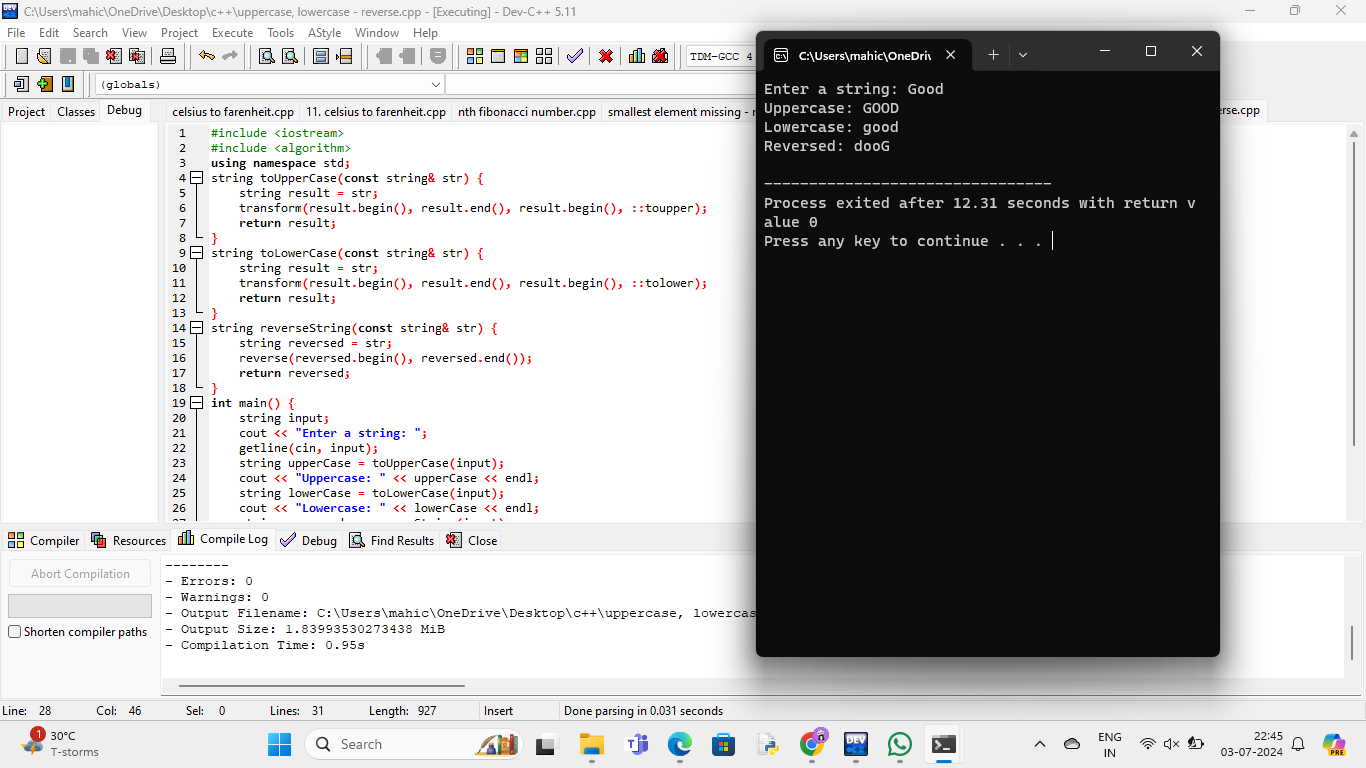 C:\Users\mahic\OneDrive\Desktop\c++\uppercase, lowercase - reverse.cpp - [Executing] - Dev-C++ 5.11
File Edit Search View Project Execute Tools AStyle Window Help
TDM-GCC 4
(globals)
Project Classes Debug
celsius to farenheit.cpp 11. celsius to farenheit.cpp nth fibonacci number.cpp smallest element missing -
1 #include <iostream>
2 #include <algorithm>
3 using namespace std;
4 string toUpperCase(const string& str) {
5 string result = str;
6 transform(result.begin(), result.end(), result.begin(), ::toupper);
7 return result;
8 }
9 string toLowerCase(const string& str) {
10 string result = str;
11 transform(result.begin(), result.end(), result.begin(), ::tolower);
12 return result;
13 }
14 string reverseString(const string& str) {
15 string reversed = str;
16 reverse(reversed.begin(), reversed.end());
17 return reversed;
18 }
19 int main() {
20 string input;
21 cout << "Enter a string: ";
22 getline(cin, input);
23 string upperCase = toUpperCase(input);
24 cout << "Uppercase: " << upperCase << endl;
25 string lowerCase = toLowerCase(input);
26 cout << "Lowercase: " << lowerCase << endl;
C:\Users\mahic\OneDri
Enter a string: Good
Uppercase: GOOD
Lowercase: good
Reversed: dooG
--------------------------------
Process exited after 12.31 seconds with return v
alue 0
Press any key to continue . . .
rse.cpp
Compiler Resources Compile Log Debug Find Results Close
Abort Compilation
Shorten compiler paths
--------
- Errors: 0
- Warnings: 0
- Output Filename: C:\Users\mahic\OneDrive\Desktop\c++\uppercase, lowercas
- Output Size: 1.83993530273438 MiB
- Compilation Time: 0.95s
Line: 28 Col: 46 Sel: 0 Lines: 31 Length: 927 Insert Done parsing in 0.031 seconds
1
30°C
T-storms
Search
DEV
ENG
IN
22:45
03-07-2024
PRE